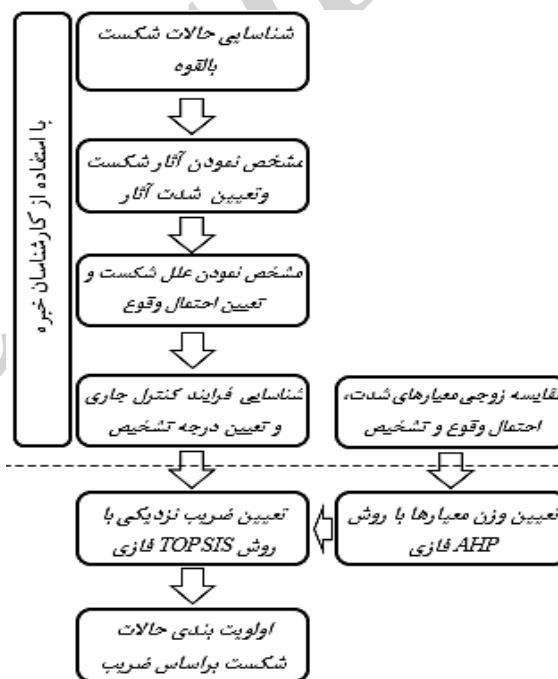 شناسایی حالات شکست
بالقوه
با استفاده از کارشناسان خبره
مشخص نمودن آثار شکست
وتعیین شدت آثار
مشخص نمودن علل شکست و
تعیین احتمال وقوع
شناسایی فرایند کنترل جاری
و تعیین درجه تشخیص
مقایسه زوجی معیارهای شدت،
احتمال وقوع و تشخیص
تعیین ضریب نزدیکی با
روش TOPSIS فازی
تعیین وزن معیارها با روش
AHP فازی
اولویت بندی حالات
شکست براساس ضریب